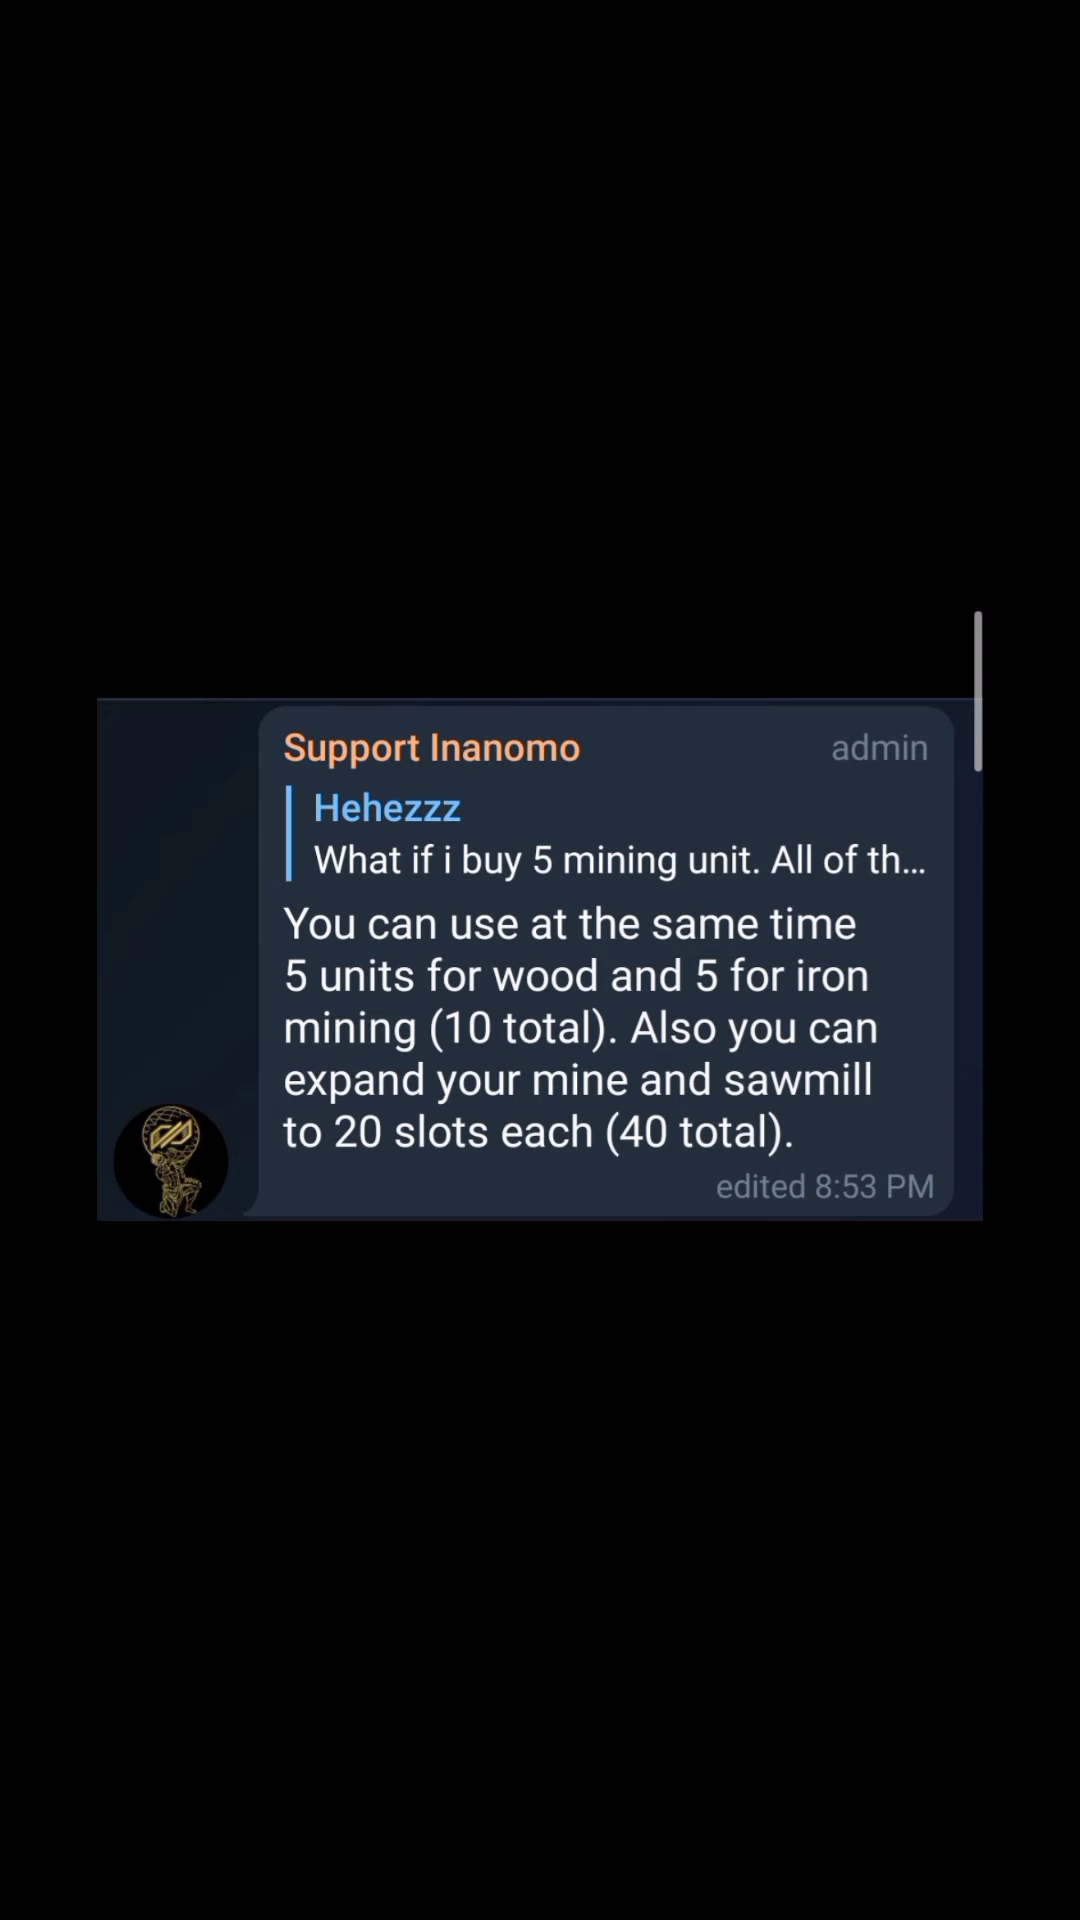 Support Inanomo admin
Hehezzz
What if i buy 5 mining unit. All of th...
You can use at the same time
5 units for wood and 5 for iron
mining (10 total). Also you can
expand your mine and sawmill
to 20 slots each (40 total).
edited 8:53 PM